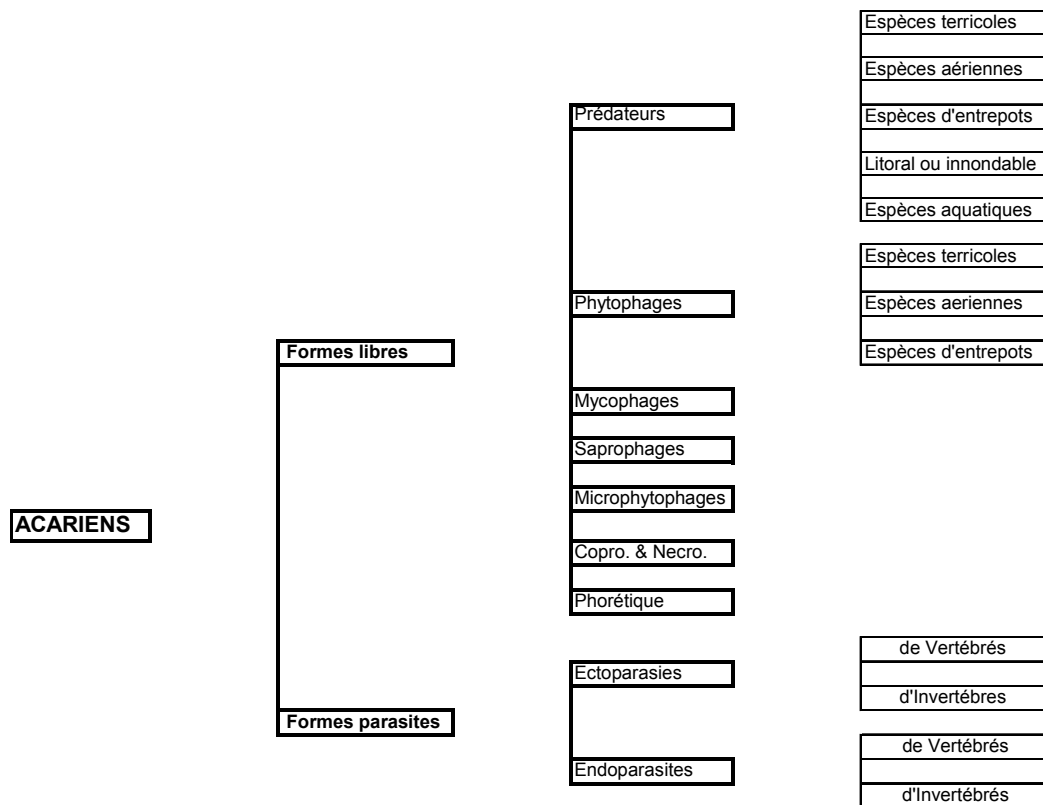 Espèces terricoles
Espèces aériennes
Prédateurs
Espèces d'entrepots
Litoral ou innondable
Espèces aquatiques
Espèces terricoles
Phytophages
Espèces aeriennes
Formes libres
Espèces d'entrepots
Mycophages
Saprophages
Microphytophages
ACARIENS
Copro. & Necro.
Phorétique
de Vertébrés
Ectoparasies
d'Invertébres
Formes parasites
de Vertébrés
Endoparasites
d'Invertébrés